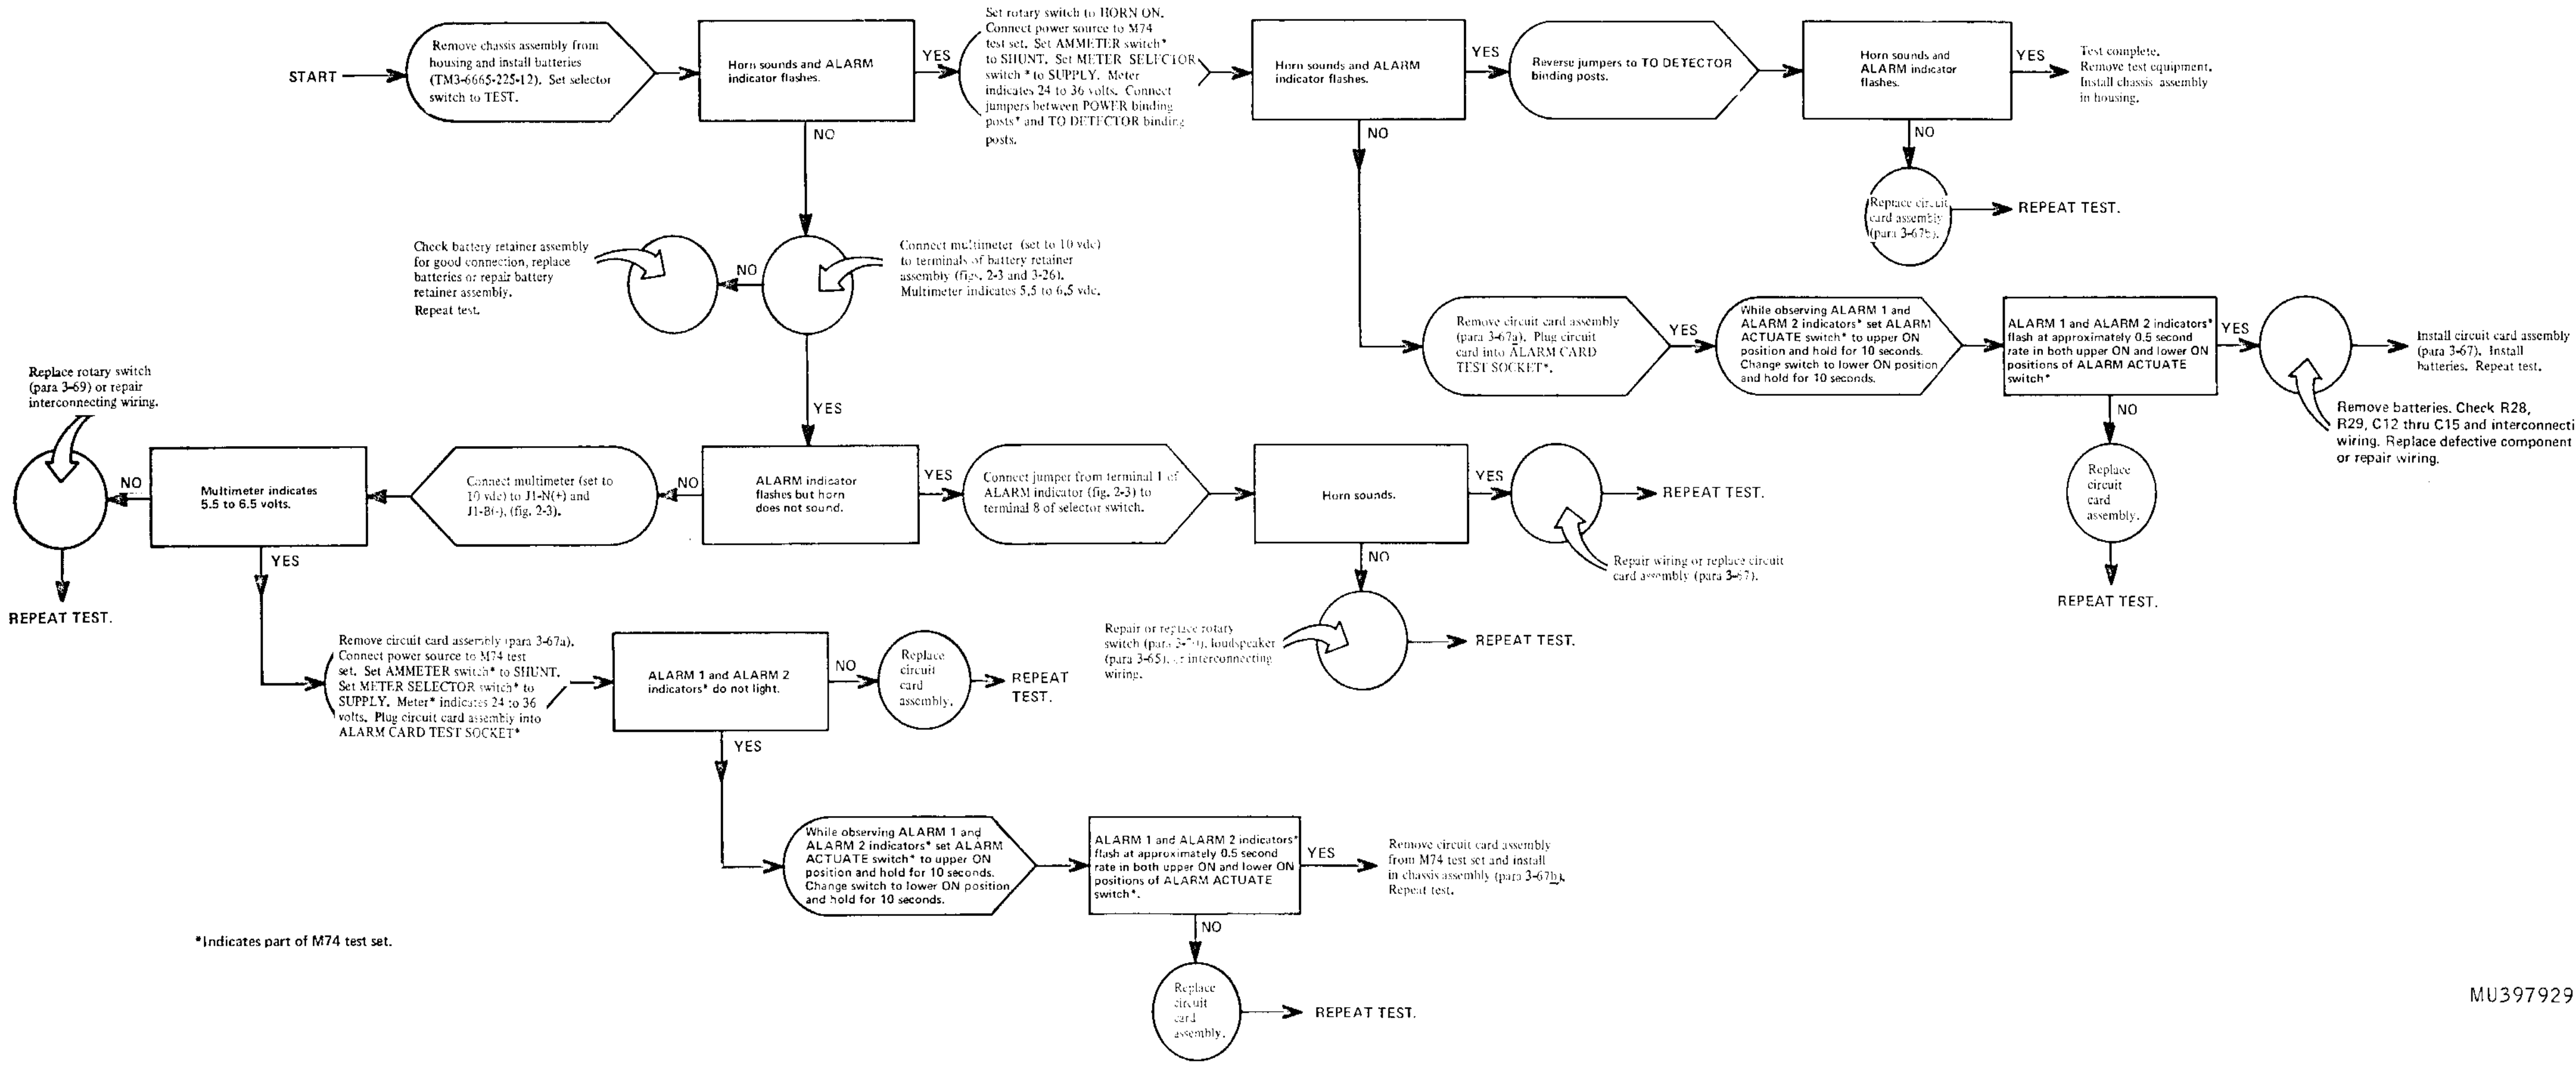 START
Remove chassis assembly from
housing and install batteries
(TM3-6665-225-12). Set selector
switch to TEST.
Horn sounds and ALARM
indicator flashes.
YES
NO
Set rotary switch to HORN ON.
Connect power source to M74
test set. Set AMMETER switch*
to SHUNT. Set METER SELECTOR
switch * to SUPPLY. Meter
indicates 24 to 36 volts. Connect
jumpers between POWER binding
posts* and TO DETECTOR binding
posts.
Horn sounds and ALARM
indicator flashes.
YES
NO
Reverse jumpers to TO DETECTOR
binding posts.
Horn sounds and
ALARM indicator
flashes.
YES
NO
Test complete.
Remove test equipment.
Install chassis assembly
in housing.
Replace circuit
card assembly
(para 3-67b).
REPEAT TEST.
Check battery retainer assembly
for good connection, replace
batteries or repair battery
retainer assembly.
Repeat test.
NO
Connect multimeter (set to 10 vdc)
to terminals of battery retainer
assembly (figs. 2-3 and 3-26).
Multimeter indicates 5.5 to 6.5 vdc.
YES
Remove circuit card assembly
(para 3-67a). Plug circuit
card into ALARM CARD
TEST SOCKET*.
YES
While observing ALARM 1 and
ALARM 2 indicators* set ALARM
ACTUATE switch* to upper ON
position and hold for 10 seconds.
Change switch to lower ON position
and hold for 10 seconds.
ALARM 1 and ALARM 2 indicators*
flash at approximately 0.5 second
rate in both upper ON and lower ON
positions of ALARM ACTUATE
switch*
YES
NO
Install circuit card assembly
(para 3-67). Install
batteries. Repeat test.
Remove batteries. Check R28,
R29, C12 thru C15 and interconnecti
wiring. Replace defective component
or repair wiring.
Replace
circuit
card
assembly.
REPEAT TEST.
Replace rotary switch
(para 3-69) or repair
interconnecting wiring.
NO
REPEAT TEST.
Multimeter indicates
5.5 to 6.5 volts.
YES
Connect multimeter (set to
10 vdc) to J1-N(+) and
J1-B(-), (fig. 2-3).
NO
ALARM indicator
flashes but horn
does not sound.
YES
Connect jumper from terminal 1 of
ALARM indicator (fig. 2-3) to
terminal 8 of selector switch.
Horn sounds.
YES
NO
REPEAT TEST.
Repair wiring or replace circuit
card assembly (para 3-67).
Repair or replace rotary
switch (para loudspeaker
(para 3-65), or interconnecting
wiring.
REPEAT TEST.
Remove circuit card assembly (para 3-67a).
Connect power source to M74 test
set. Set AMMETER switch* to SHUNT.
Set METER SELECTOR switch* to
SUPPLY. Meter* indicates 24 to 36
volts. Plug circuit card assembly into
ALARM CARD TEST SOCKET*
ALARM 1 and ALARM 2
indicators* do not light.
NO
YES
Replace
circuit
card
assembly.
REPEAT
TEST.
While observing ALARM 1 and
ALARM 2 indicators* set ALARM
ACTUATE switch* to upper ON
position and hold for 10 seconds.
Change switch to lower ON position
and hold for 10 seconds.
ALARM 1 and ALARM 2 indicators*
flash at approximately 0.5 second
rate in both upper ON and lower ON
positions of ALARM ACTUATE
switch*.
YES
NO
Remove circuit card assembly
from M74 test set and install
in chassis assembly (para 3-67b).
Repeat test.
Replace
circuit
card
assembly.
REPEAT TEST.
*Indicates part of M74 test set.
MU397929